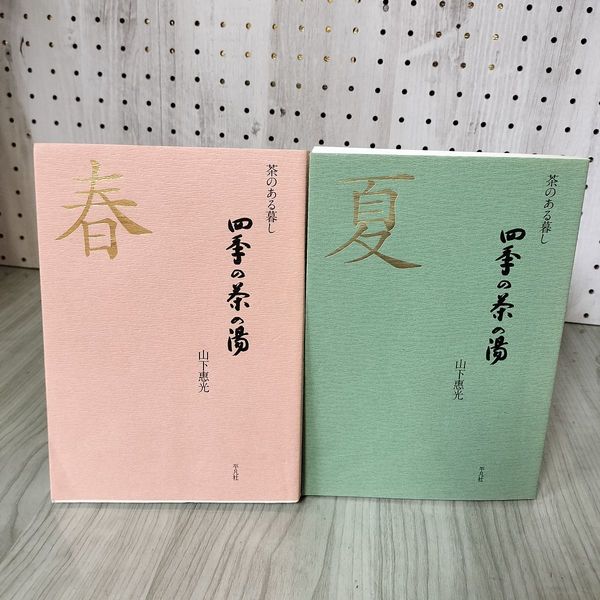 茶のある暮し
四季の茶の湯
春
山下惠光
平凡社
茶のある暮し
四季の茶の湯
夏
山下惠光
平凡社